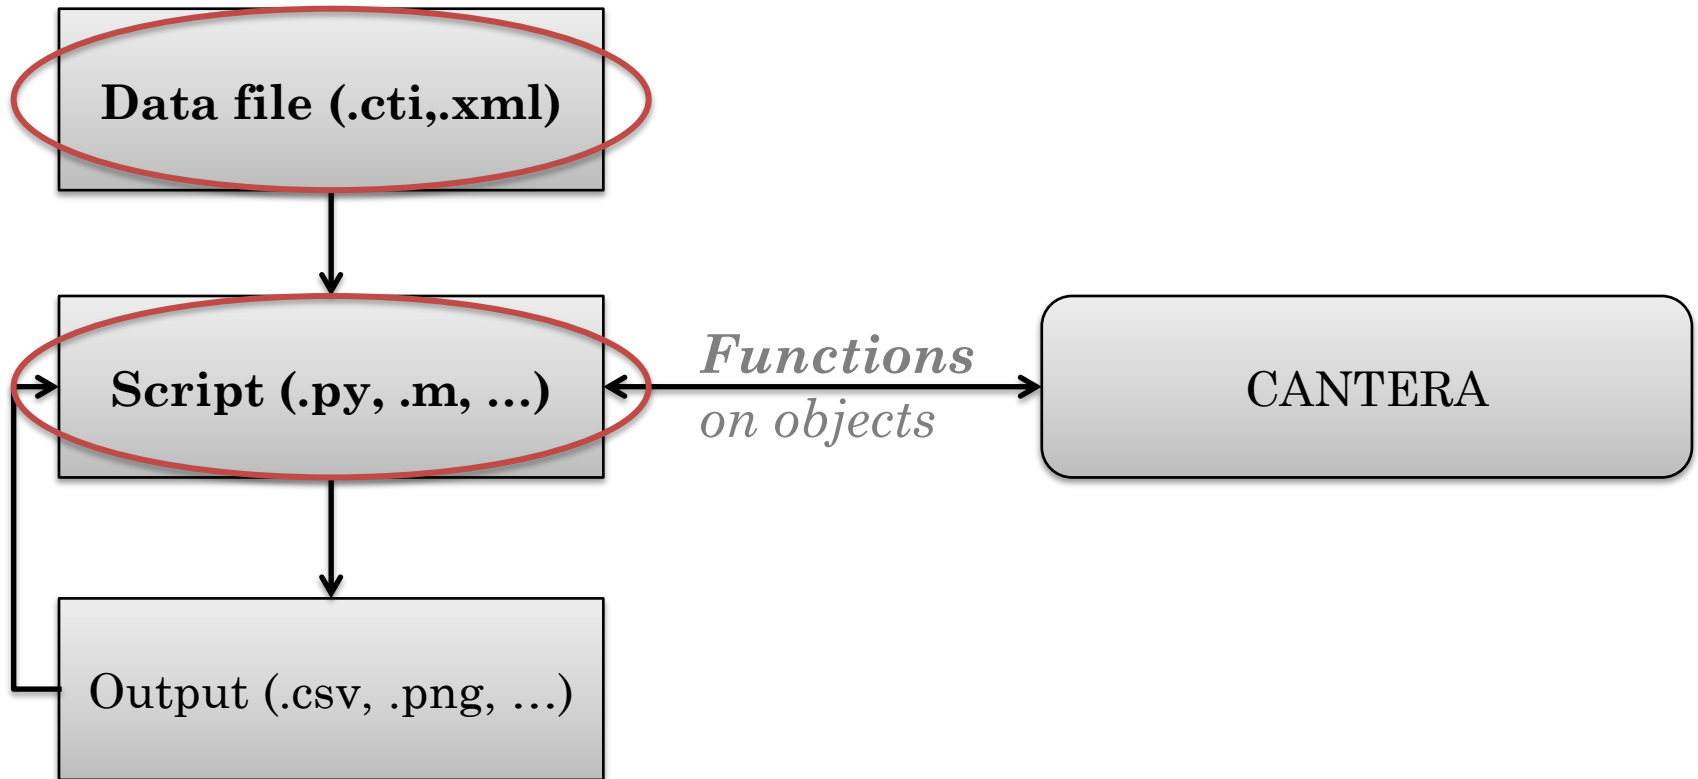 Data file (.cti,.xml)
Script (.py, .m, ...)
Functions
on objects
CANTERA
Output (.csv, .png, ...)